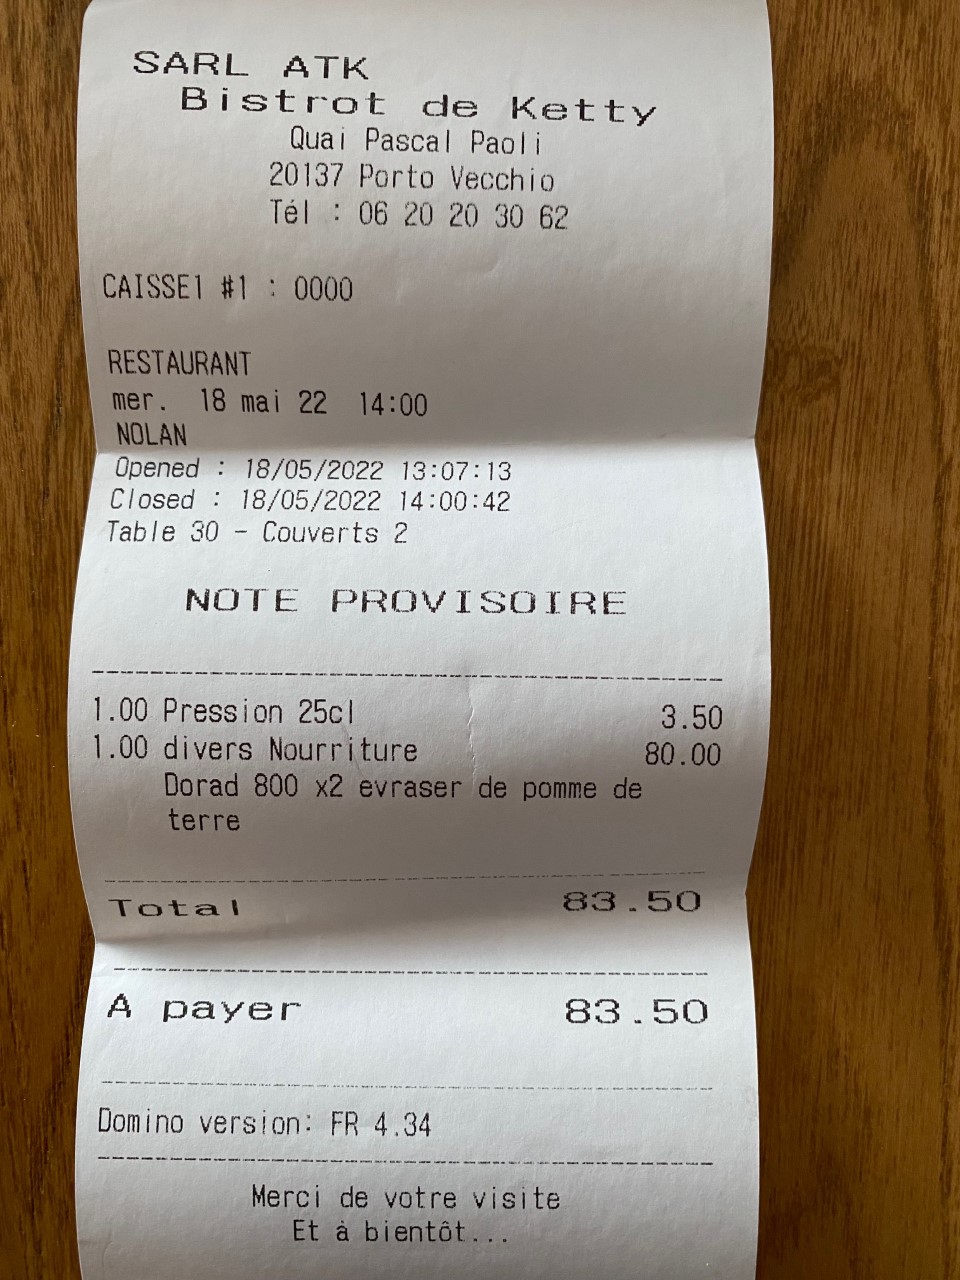 SARL ATK
Bistrot de Ketty
Quai Pascal Paoli
20137 Porto Vecchio
Tél : 06 20 20 30 62
CAISSE1 #1 : 0000
RESTAURANT
mer. 18 mai 22 14:00
NOLAN
Opened : 18/05/2022 13:07:13
Closed : 18/05/2022 14:00:42
Table 30 - Couverts 2
NOTE PROVISOIRE
1.00 Pression 25cl 3.50
1.00 divers Nourriture 80.00
Dorad 800 x2 evraser de pomme de
terre
Total 83.50
A payer 83.50
Domino version: FR 4.34
Merci de votre visite
Et à bientôt...